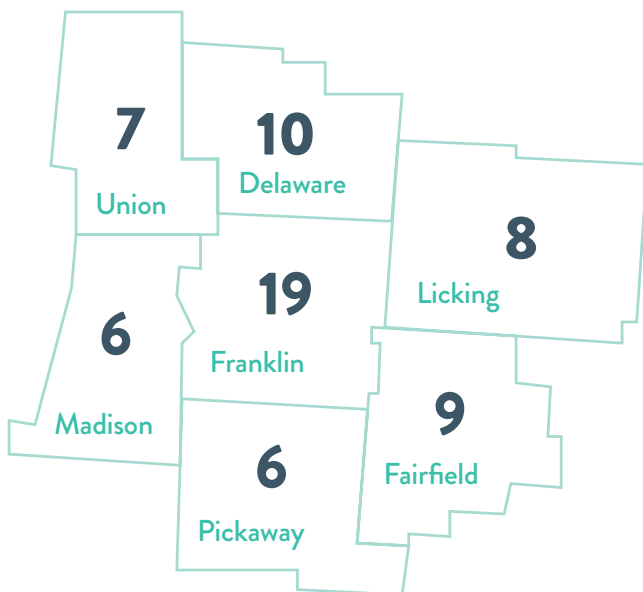 7
Union
10
Delaware
8
Licking
19
Franklin
6
Madison
9
Fairfield
6
Pickaway